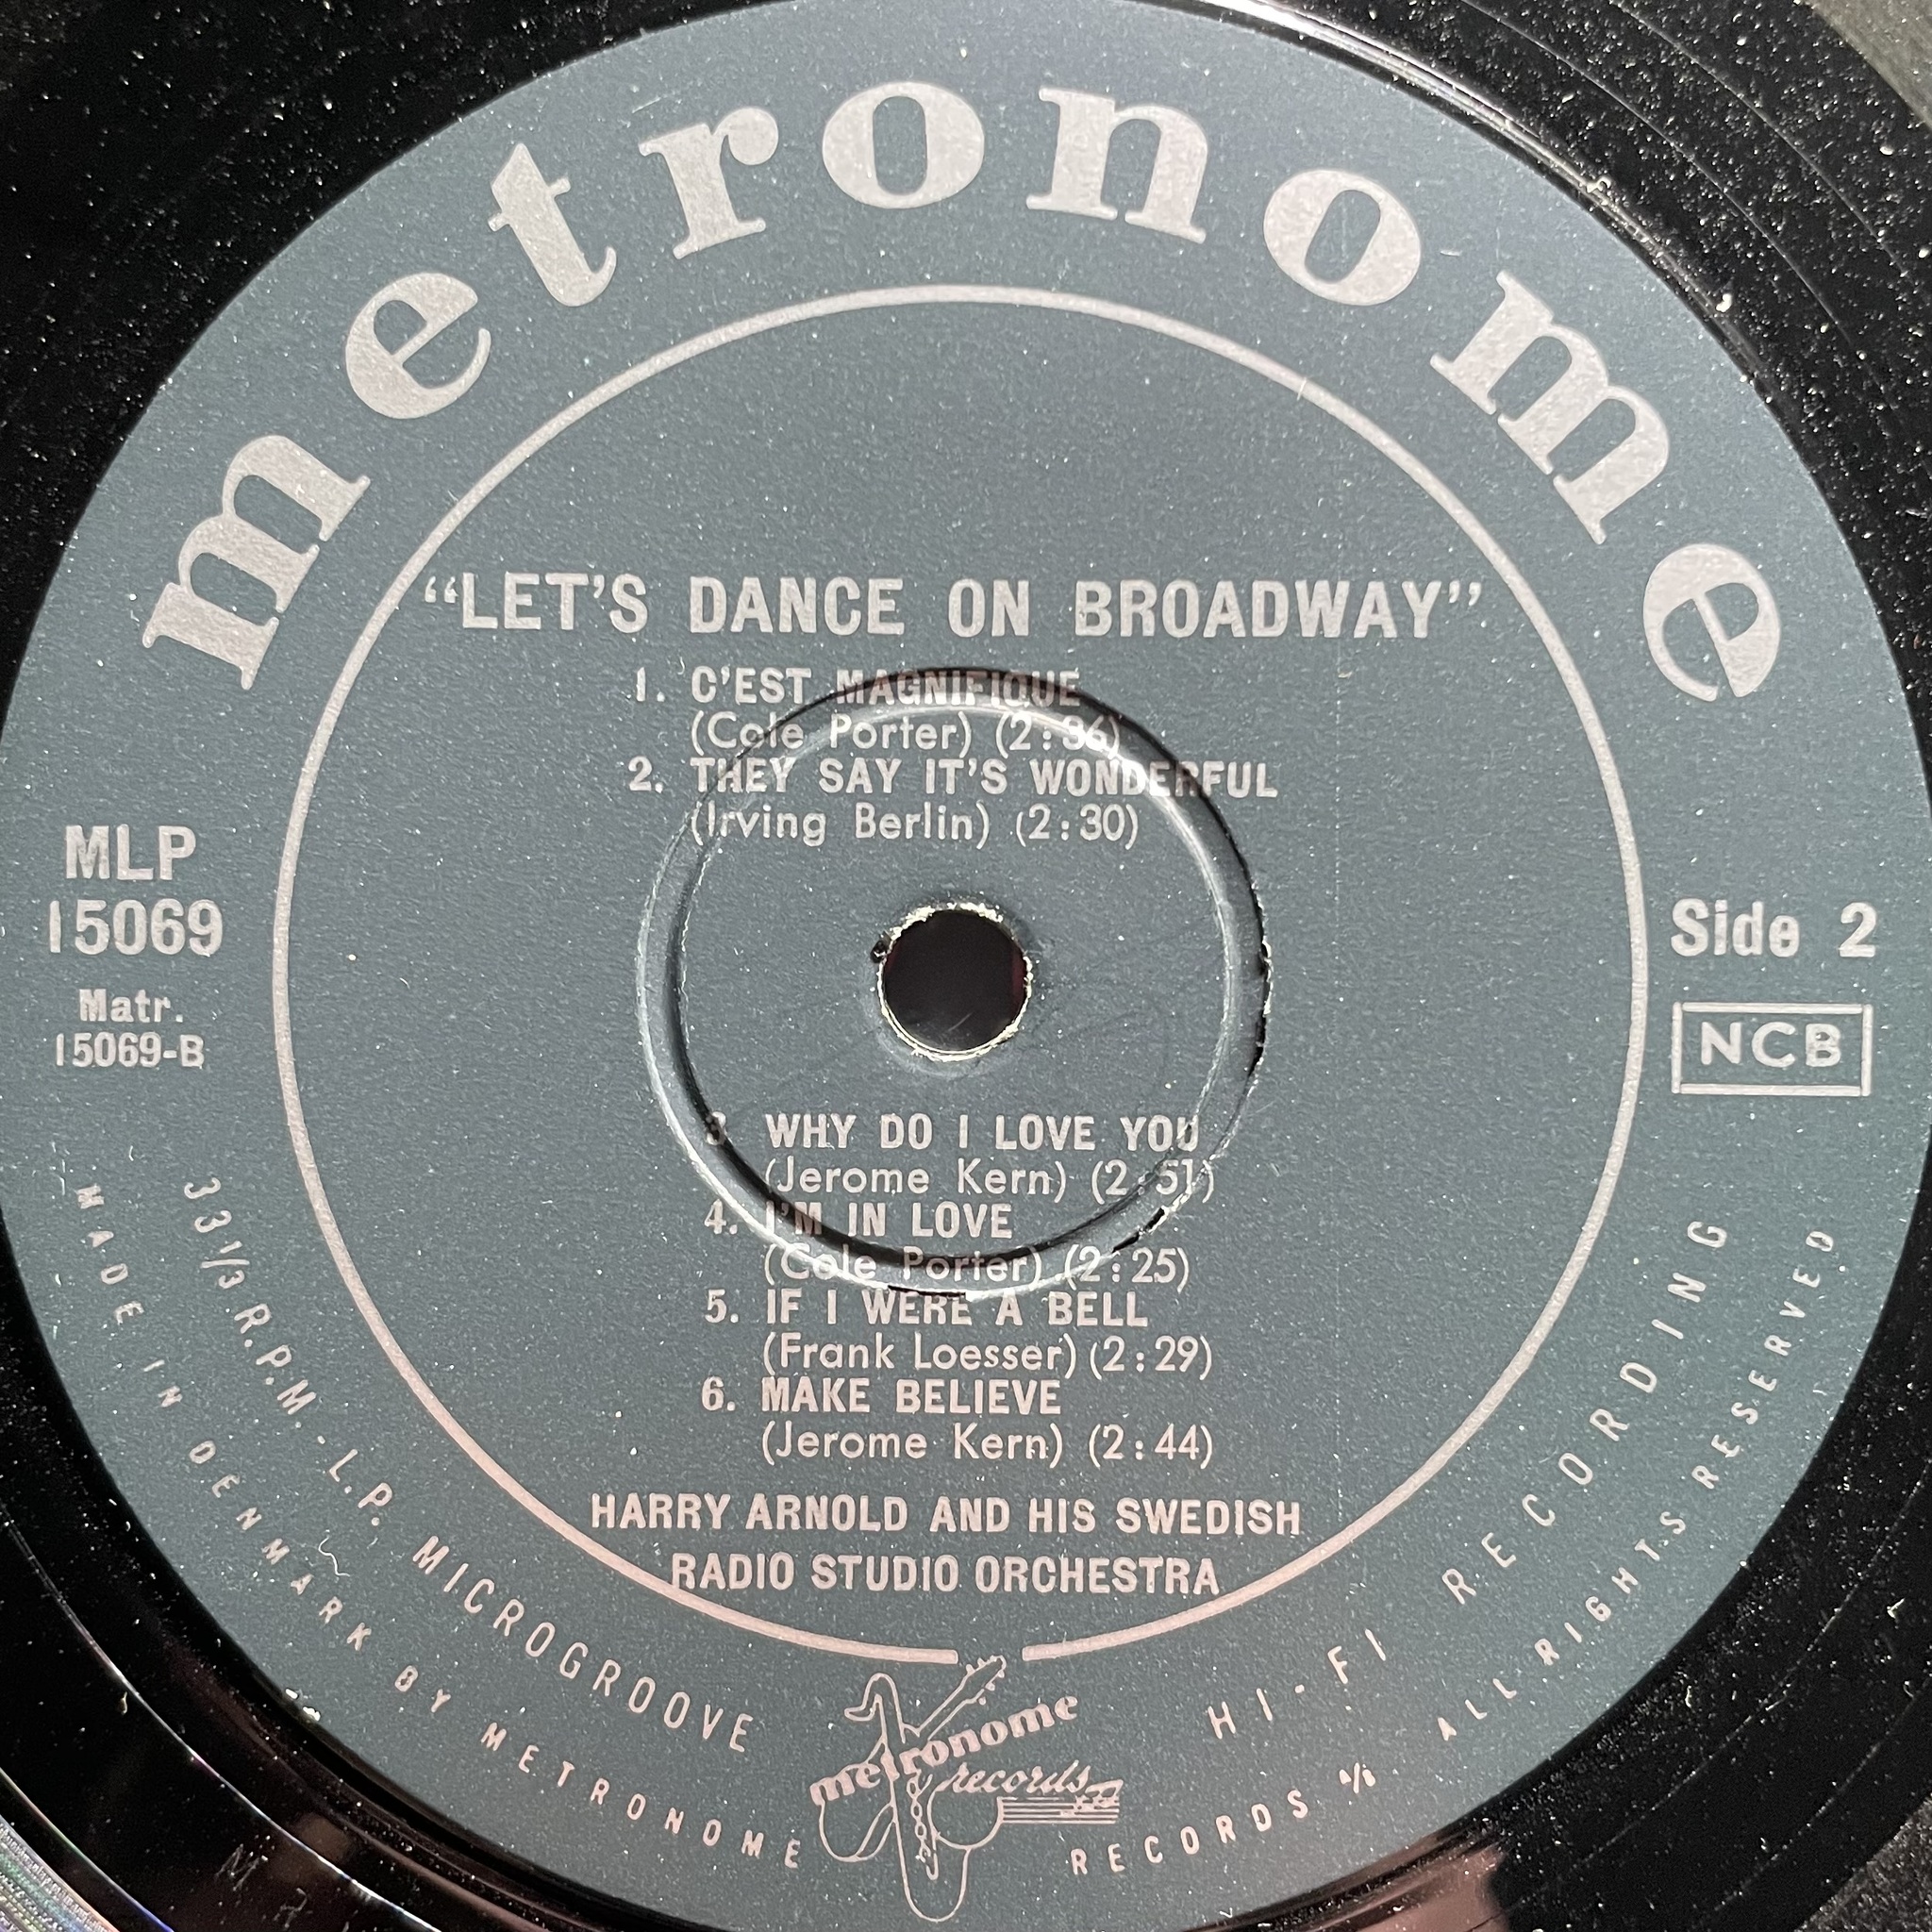 metronome
"LET'S DANCE ON BROADWAY"
1. C'EST MAGNIFIQUE
(Cole Porter) (2:36)
2. THEY SAY IT'S WONDERFUL
(Irving Berlin) (2:30)
MLP
15069
Matr.
15069-B
Side 2
NCB
3. WHY DO I LOVE YOU
(Jerome Kern) (2:51)
4. I'M IN LOVE
(Cole Porter) (2:25)
5. IF I WERE A BELL
(Frank Loesser) (2:29)
6. MAKE BELIEVE
(Jerome Kern) (2:44)
HARRY ARNOLD AND HIS SWEDISH
RADIO STUDIO ORCHESTRA
33 1/3 R.P.M. - L.P. MICROGROOVE
HI-FI RECORDING
metronome
records
MADE IN DENMARK BY METRONOME RECORDS A/S ALL RIGHTS RESERVED